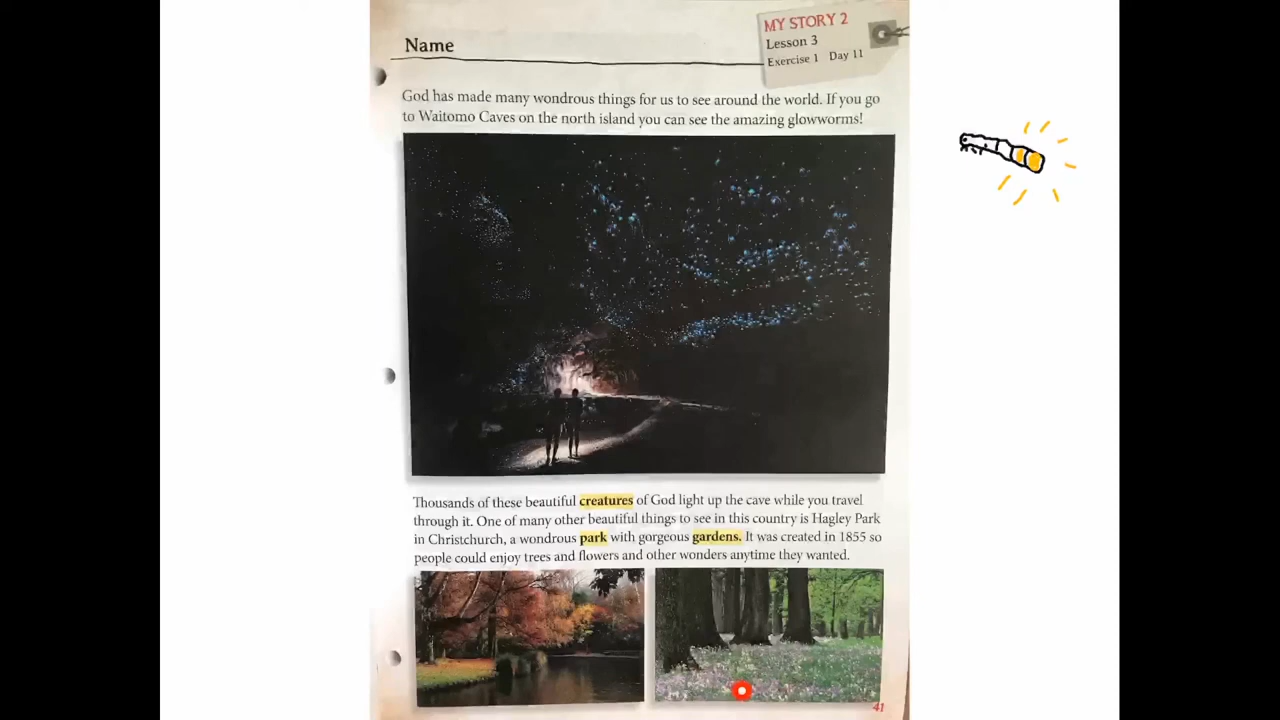 MY STORY 2
Lesson 3
Exercise 1 Day 11
Name
God has made many wondrous things for us to see around the world. If you go
to Waitomo Caves on the north island you can see the amazing glowworms!
Thousands of these beautiful creatures of God light up the cave while you travel
through it. One of many other beautiful things to see in this country is Hagley Park
in Christchurch, a wondrous park with gorgeous gardens. It was created in 1855 so
people could enjoy trees and flowers and other wonders anytime they wanted.
41